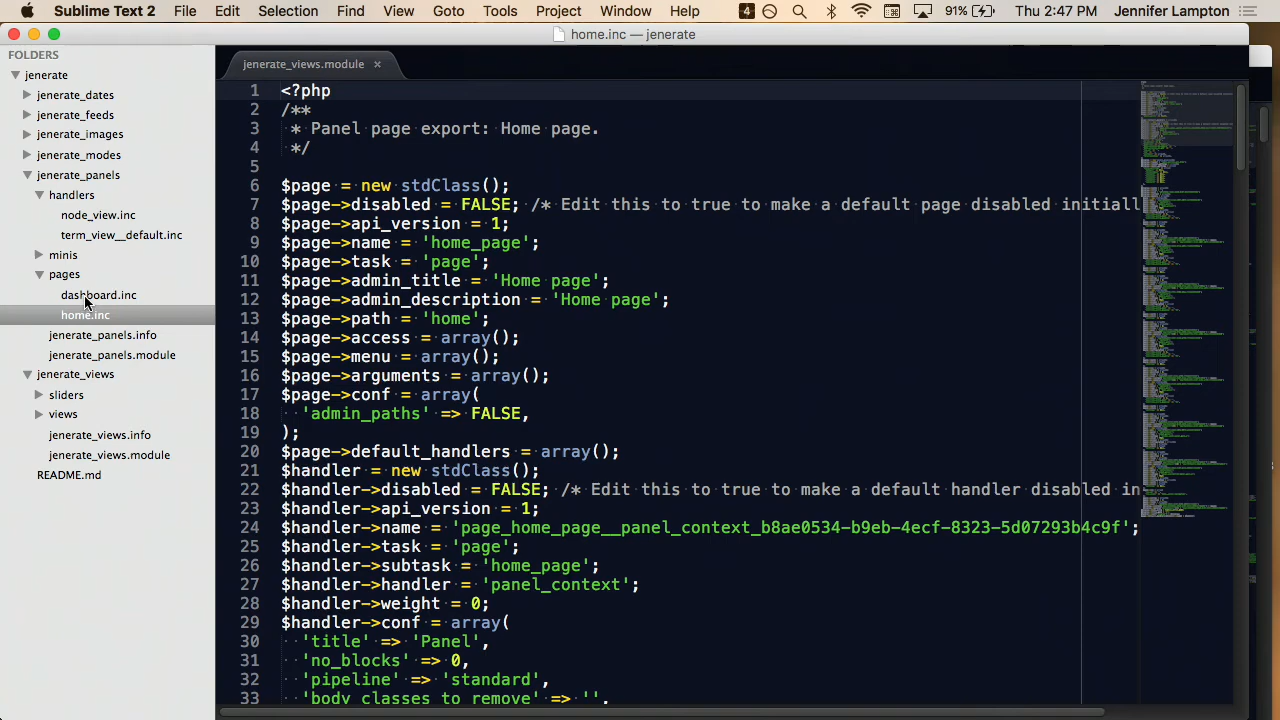 Sublime Text 2 File Edit Selection Find View Goto Tools Project Window Help 4 91% Thu 2:47 PM Jennifer Lampton
home.inc — jenerate
FOLDERS
jenerate
jenerate_dates
jenerate_feeds
jenerate_images
jenerate_modes
jenerate_panels
handlers
node_view.inc
term_view__default.inc
minis
pages
dashboard.inc
home.inc
jenerate_panels.info
jenerate_panels.module
jenerate_views
sliders
views
jenerate_views.info
jenerate_views.module
README.md
jenerate_views.module ×
1 <?php
2 /**
3  * Panel page export: Home page.
4  */
5
6 $page = new stdClass();
7 $page->disabled = FALSE; /* Edit this to true to make a default page disabled initiall
8 $page->api_version = 1;
9 $page->name = 'home_page';
10 $page->task = 'page';
11 $page->admin_title = 'Home page';
12 $page->admin_description = 'Home page';
13 $page->path = 'home';
14 $page->access = array();
15 $page->menu = array();
16 $page->arguments = array();
17 $page->conf = array(
18   'admin_paths' => FALSE,
19 );
20 $page->default_handlers = array();
21 $handler = new stdClass();
22 $handler->disabled = FALSE; /* Edit this to true to make a default handler disabled in
23 $handler->api_version = 1;
24 $handler->name = 'page_home_page__panel_context_b8ae0534-b9eb-4ecf-8323-5d07293b4c9f';
25 $handler->task = 'page';
26 $handler->subtask = 'home_page';
27 $handler->handler = 'panel_context';
28 $handler->weight = 0;
29 $handler->conf = array(
30   'title' => 'Panel',
31   'no_blocks' => 0,
32   'pipeline' => 'standard',
33   'body_classes_to_remove' => '',